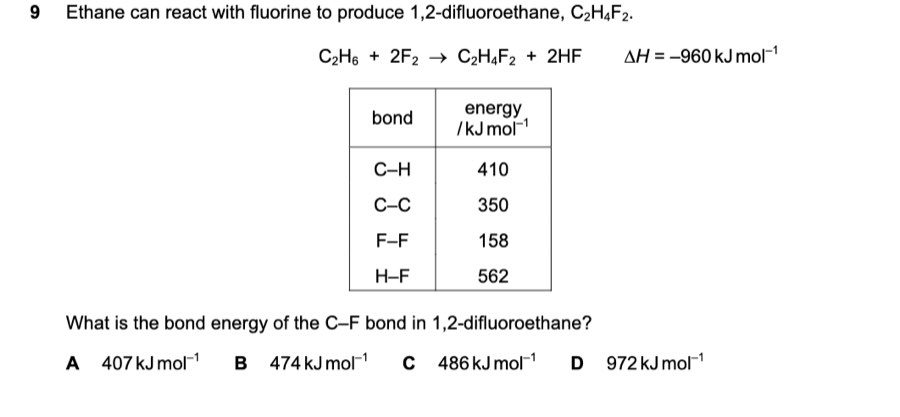 9 Ethane can react with fluorine to produce 1,2-difluoroethane, C₂H₄F₂.
C₂H₆ + 2F₂ → C₂H₄F₂ + 2HF ΔH = –960 kJ mol⁻¹
bond energy / kJ mol⁻¹
C–H 410
C–C 350
F–F 158
H–F 562
What is the bond energy of the C–F bond in 1,2-difluoroethane?
A 407 kJ mol⁻¹ B 474 kJ mol⁻¹ C 486 kJ mol⁻¹ D 972 kJ mol⁻¹